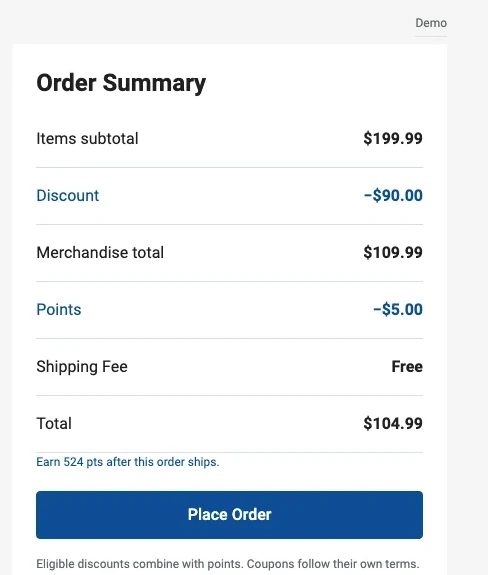 Demo
Order Summary
Items subtotal $199.99
Discount −$90.00
Merchandise total $109.99
Points −$5.00
Shipping Fee Free
Total $104.99
Earn 524 pts after this order ships.
Place Order
Eligible discounts combine with points. Coupons follow their own terms.